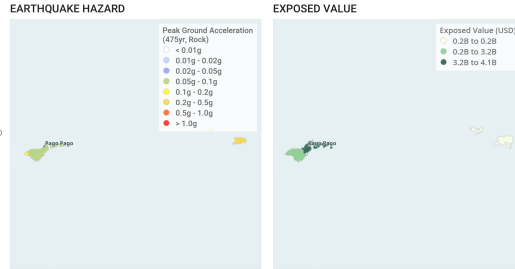 EARTHQUAKE HAZARD
Peak Ground Acceleration
(475yr, Rock)
< 0.01g
0.01g - 0.02g
0.02g - 0.05g
0.05g - 0.1g
0.1g - 0.2g
0.2g - 0.5g
0.5g - 1.0g
> 1.0g
Pago Pago
EXPOSED VALUE
Exposed Value (USD)
0.2B to 0.2B
0.2B to 3.2B
3.2B to 4.1B
Pago Pago